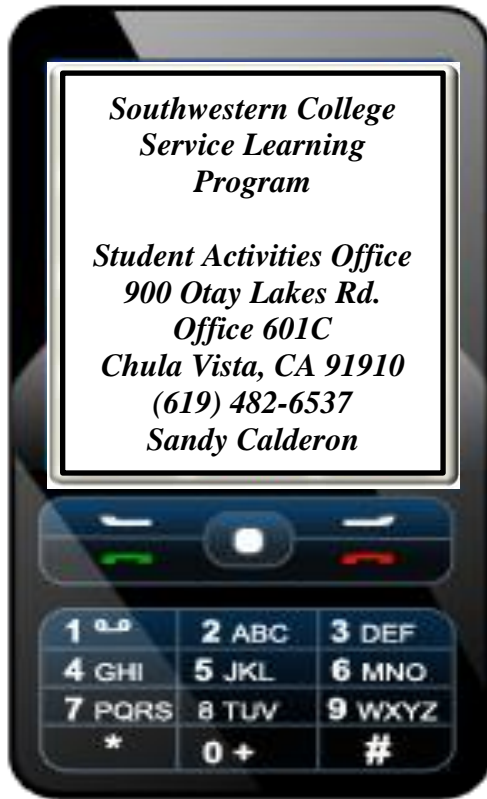 Southwestern College
Service Learning
Program
Student Activities Office
900 Otay Lakes Rd.
Office 601C
Chula Vista, CA 91910
(619) 482-6537
Sandy Calderon
1 2 ABC 3 DEF
4 GHI 5 JKL 6 MNO
7 PQRS 8 TUV 9 WXYZ
* 0 + #